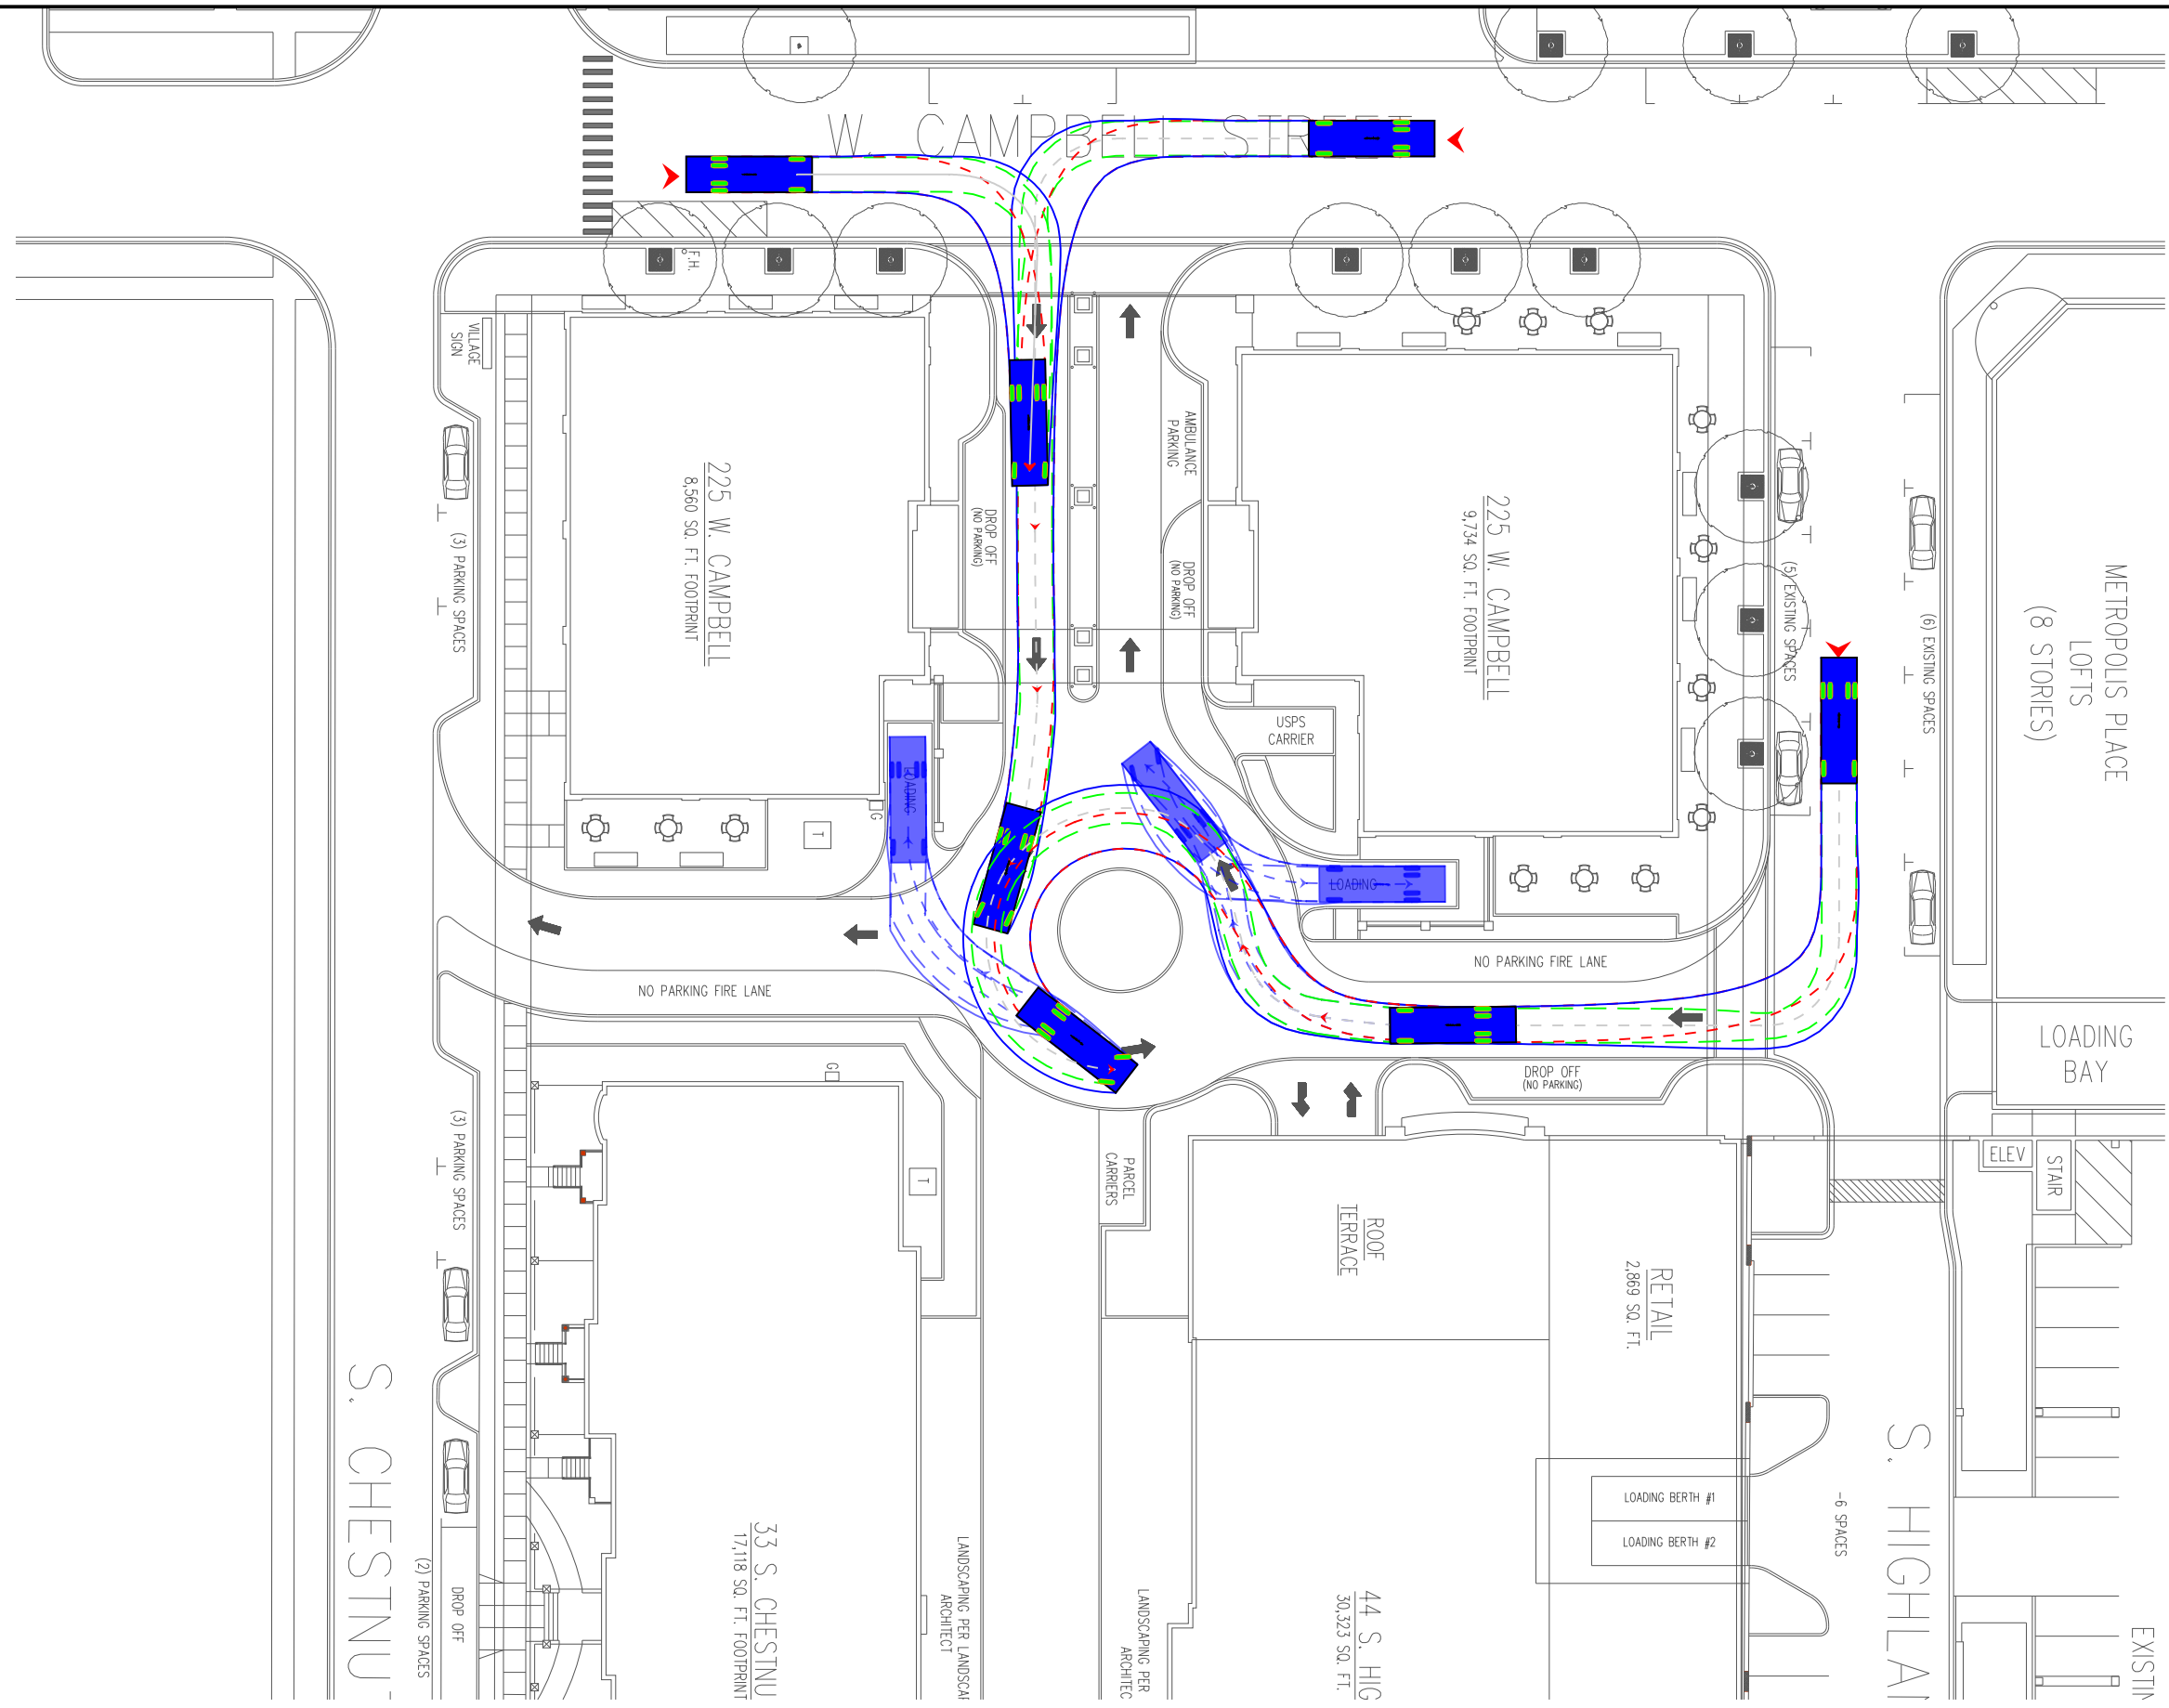 W. CAMPBELL STREET
F.H.
VILLAGE
SIGN
225 W. CAMPBELL
8,560 SQ. FT. FOOTPRINT
(3) PARKING SPACES
DROP OFF
(NO PARKING)
AMBULANCE
PARKING
DROP OFF
(NO PARKING)
225 W. CAMPBELL
9,734 SQ. FT. FOOTPRINT
(5) EXISTING SPACES
(6) EXISTING SPACES
METROPOLIS PLACE
LOFTS
(8 STORIES)
USPS
CARRIER
LOADING
G
T
LOADING
NO PARKING FIRE LANE
NO PARKING FIRE LANE
LOADING
BAY
DROP OFF
(NO PARKING)
G
T
(3) PARKING SPACES
PARCEL
CARRIERS
ELEV
STAIR
ROOF
TERRACE
RETAIL
2,869 SQ. FT.
S. CHESTNU
S. HIGHLA
LOADING BERTH #1
LOADING BERTH #2
-6 SPACES
DROP OFF
(2) PARKING SPACES
33 S. CHESTNU
17,118 SQ. FT. FOOTPRINT
LANDSCAPING PER LANDSCAP
ARCHITECT
LANDSCAPING PER
ARCHITEC
44 S. HIG
30,323 SQ. FT.
EXISTIN